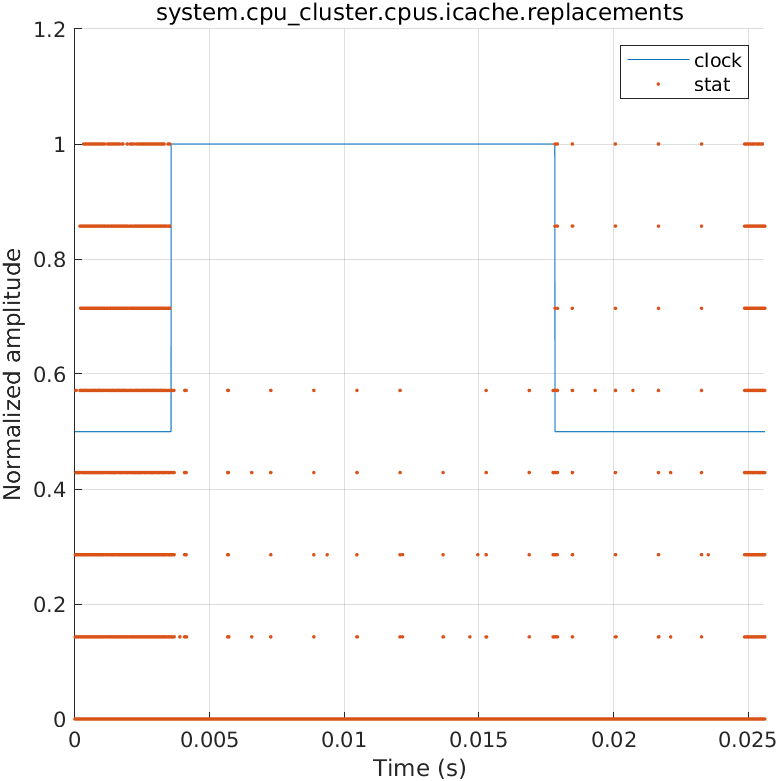 system.cpu_cluster.cpus.icache.replacements
1.2
clock
stat
1
0.8
Normalized amplitude
0.6
0.4
0.2
0
0 0.005 0.01 0.015 0.02 0.025
Time (s)